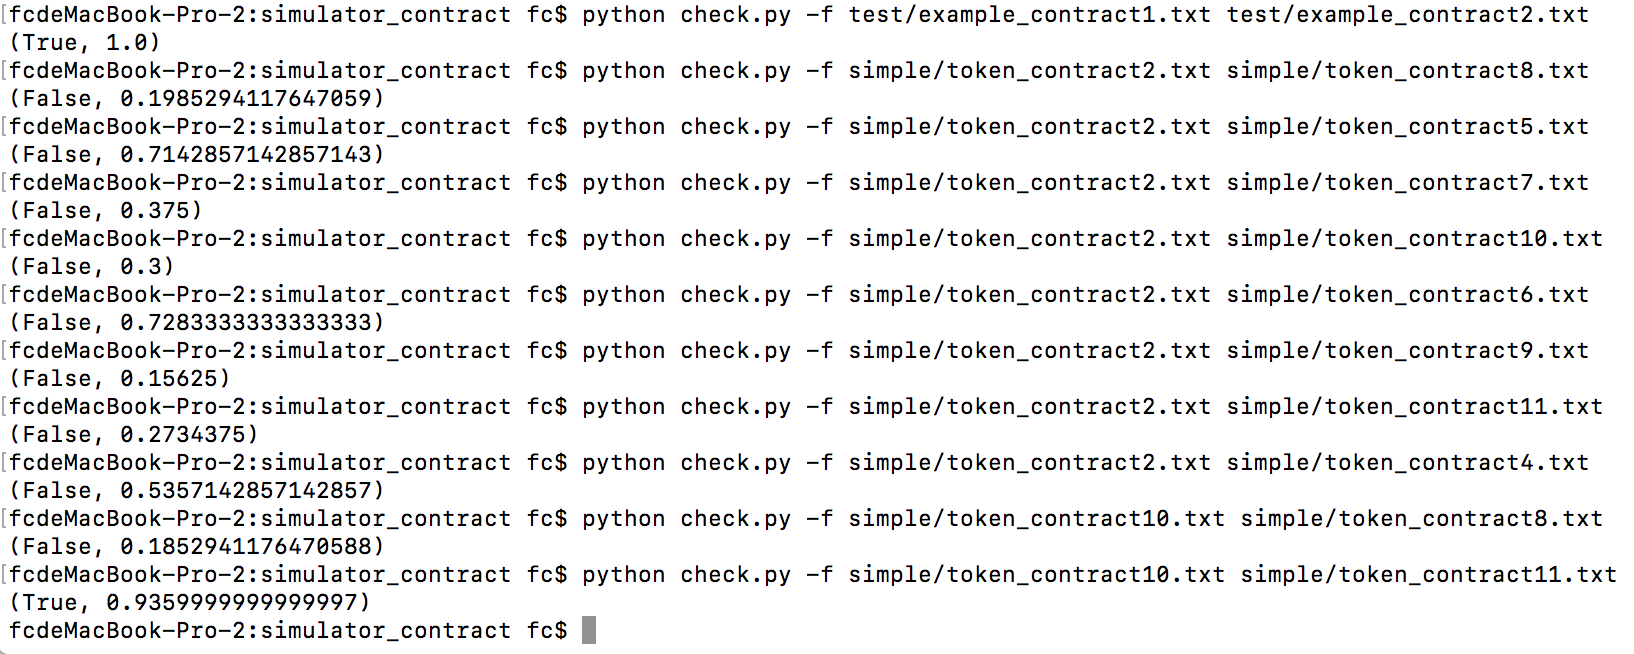 [fcdeMacBook-Pro-2:simulator_contract fc$ python check.py -f test/example_contract1.txt test/example_contract2.txt
(True, 1.0)
[fcdeMacBook-Pro-2:simulator_contract fc$ python check.py -f simple/token_contract2.txt simple/token_contract8.txt
(False, 0.1985294117647059)
[fcdeMacBook-Pro-2:simulator_contract fc$ python check.py -f simple/token_contract2.txt simple/token_contract5.txt
(False, 0.7142857142857143)
[fcdeMacBook-Pro-2:simulator_contract fc$ python check.py -f simple/token_contract2.txt simple/token_contract7.txt
(False, 0.375)
[fcdeMacBook-Pro-2:simulator_contract fc$ python check.py -f simple/token_contract2.txt simple/token_contract10.txt
(False, 0.3)
[fcdeMacBook-Pro-2:simulator_contract fc$ python check.py -f simple/token_contract2.txt simple/token_contract6.txt
(False, 0.7283333333333333)
[fcdeMacBook-Pro-2:simulator_contract fc$ python check.py -f simple/token_contract2.txt simple/token_contract9.txt
(False, 0.15625)
[fcdeMacBook-Pro-2:simulator_contract fc$ python check.py -f simple/token_contract2.txt simple/token_contract11.txt
(False, 0.2734375)
[fcdeMacBook-Pro-2:simulator_contract fc$ python check.py -f simple/token_contract2.txt simple/token_contract4.txt
(False, 0.5357142857142857)
[fcdeMacBook-Pro-2:simulator_contract fc$ python check.py -f simple/token_contract10.txt simple/token_contract8.txt
(False, 0.1852941176470588)
[fcdeMacBook-Pro-2:simulator_contract fc$ python check.py -f simple/token_contract10.txt simple/token_contract11.txt
(True, 0.9359999999999997)
fcdeMacBook-Pro-2:simulator_contract fc$